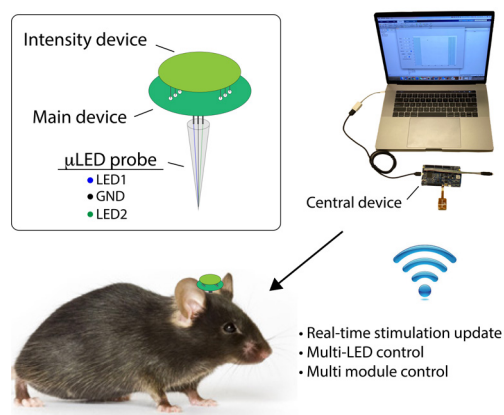 Intensity device
Main device
μLED probe
• LED1
• GND
• LED2
Central device
• Real-time stimulation update
• Multi-LED control
• Multi module control